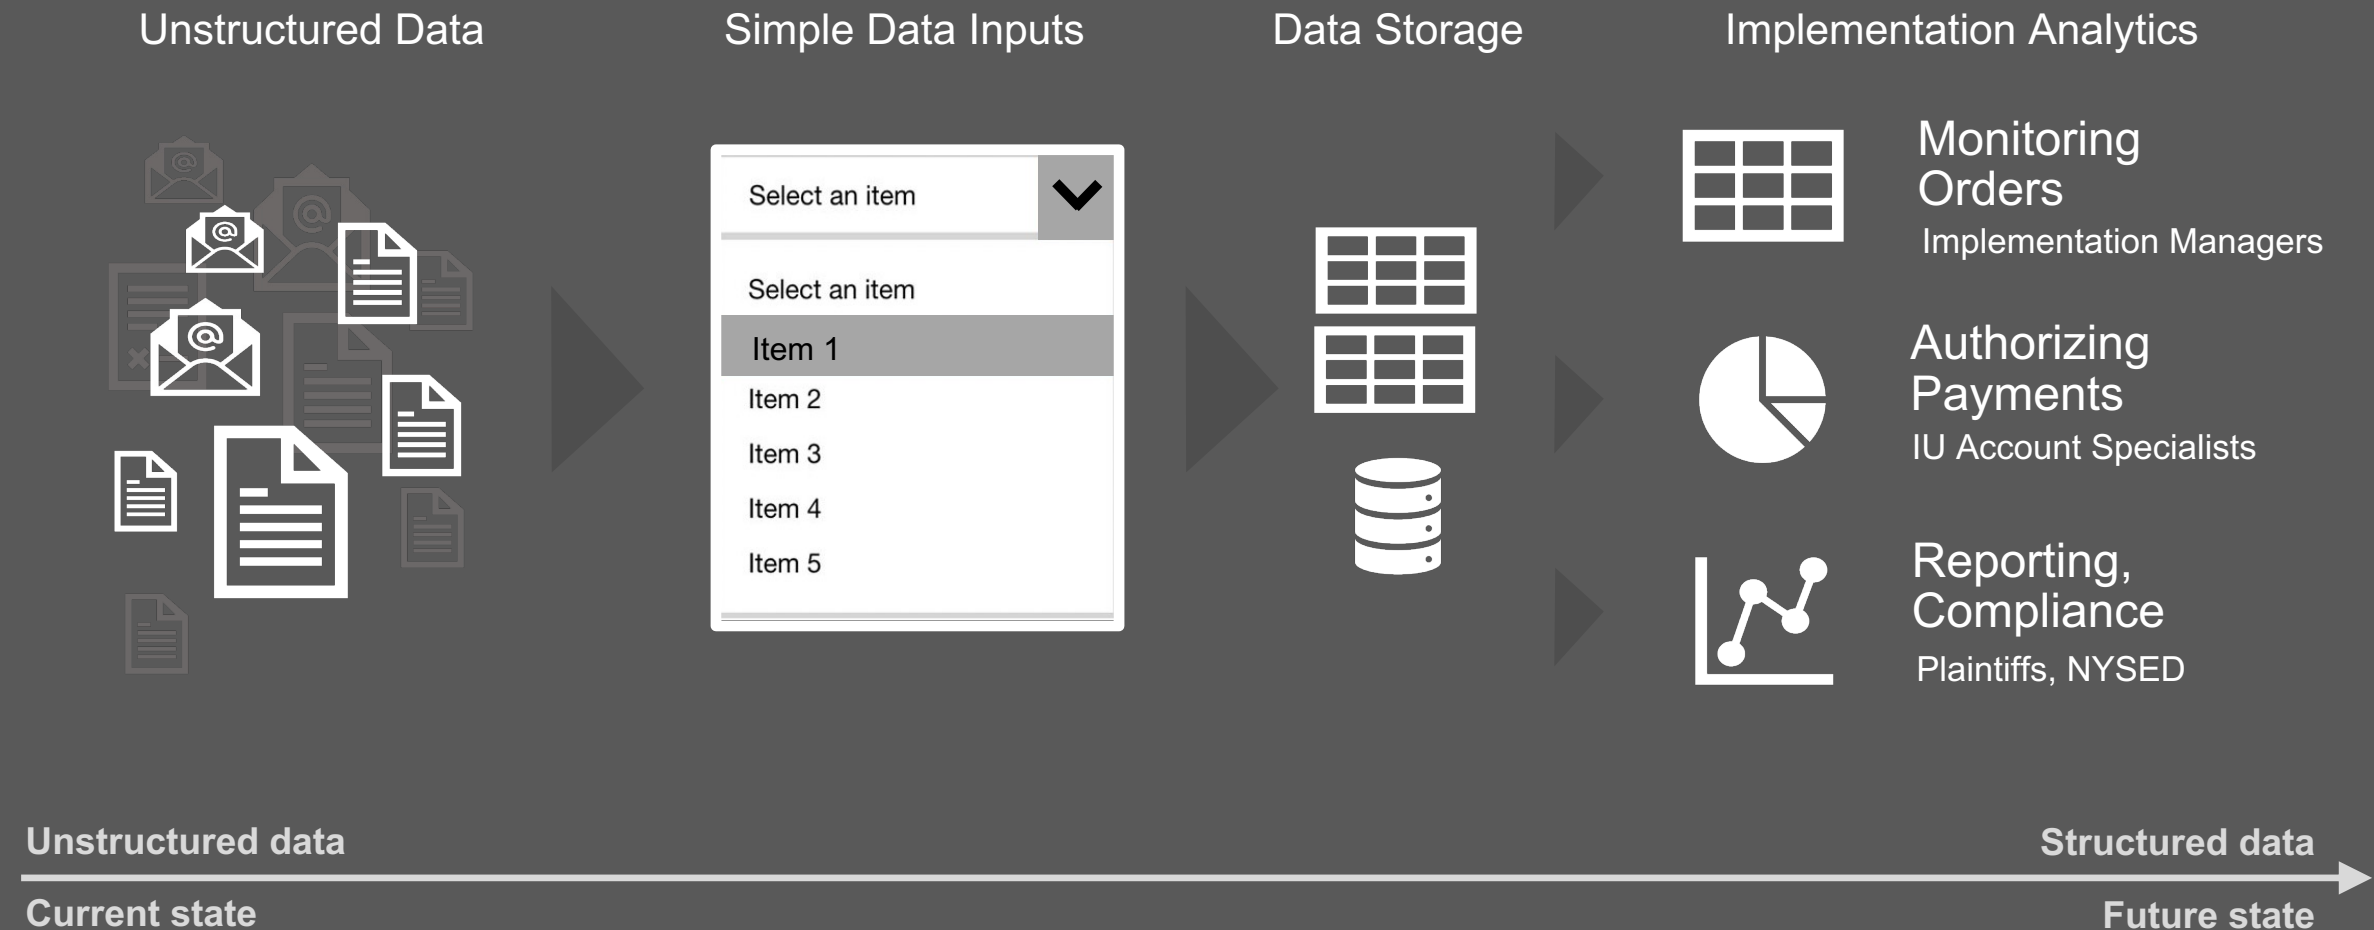 Unstructured Data
Simple Data Inputs
Data Storage
Implementation Analytics
Select an item
Select an item
Item 1
Item 2
Item 3
Item 4
Item 5
Monitoring
Orders
Implementation Managers
Authorizing
Payments
IU Account Specialists
Reporting,
Compliance
Plaintiffs, NYSED
Unstructured data
Structured data
Current state
Future state